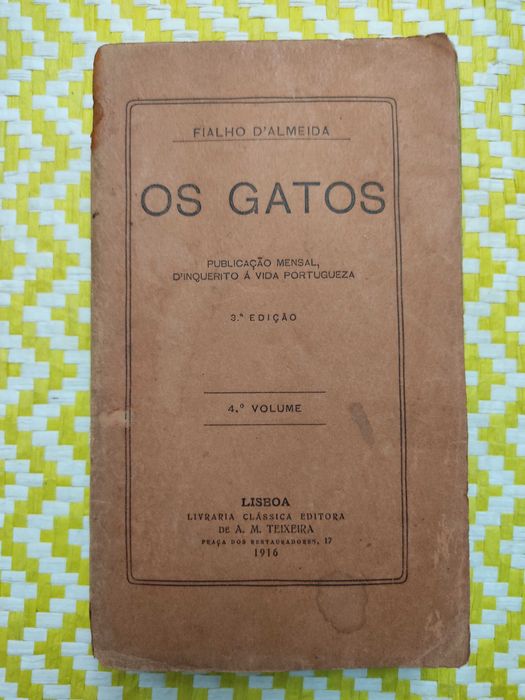 FIALHO D'ALMEIDA
OS GATOS
PUBLICAÇÃO MENSAL,
D'INQUERITO Á VIDA PORTUGUEZA
3.ª EDIÇÃO
4.º VOLUME
LISBOA
LIVRARIA CLÁSSICA EDITORA
DE A. M. TEIXEIRA
PRAÇA DOS RESTAURADORES, 17
1916